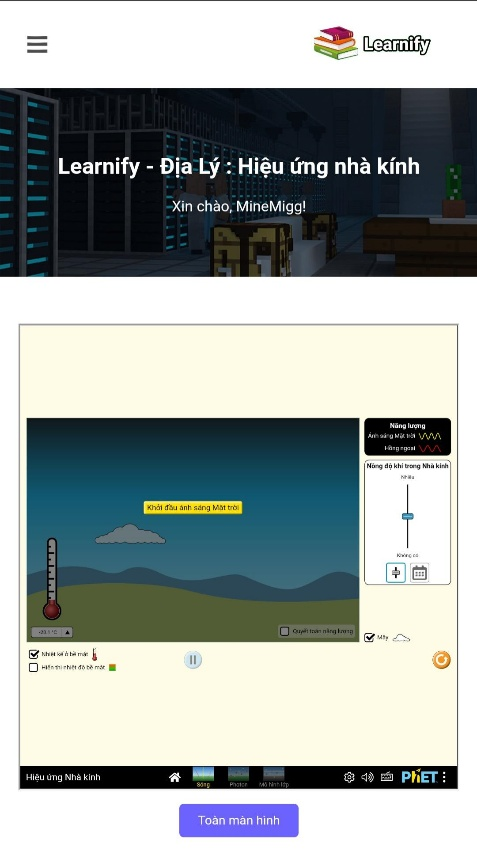 Learnify
Learnify - Địa Lý : Hiệu ứng nhà kính
Xin chào, MineMigg!
Năng lượng
Ánh sáng Mặt trời
Hồng ngoại
Nồng độ khí trong Nhà kính
Nhiều
Không có
Khởi đầu ánh sáng Mặt trời
Quyết toán năng lượng
Mây
Nhiệt kế ở bề mặt
Hiển thị nhiệt độ bề mặt
Hiệu ứng Nhà kính
Sóng
Photon
Mô hình lớp
PhET
Toàn màn hình